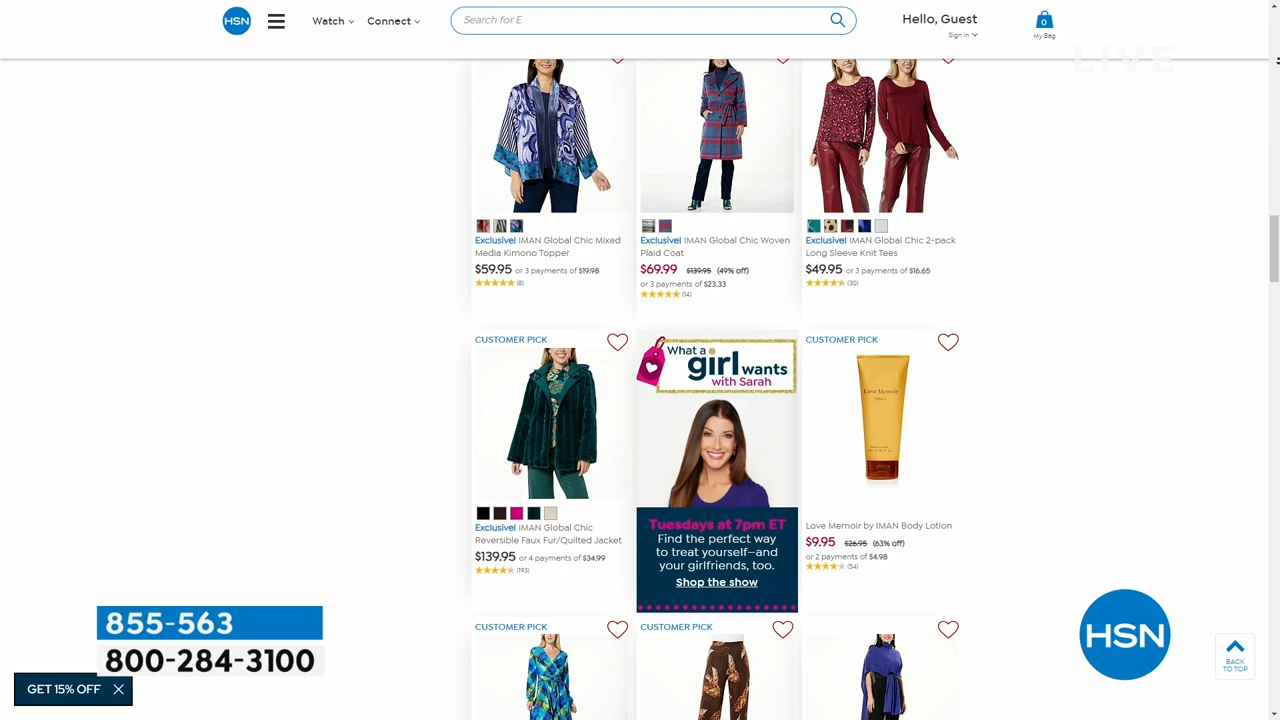 HSN
Watch
Connect
Search for E
Hello, Guest
Sign In
0
My Bag
LIVE
Exclusive! IMAN Global Chic Mixed
Media Kimono Topper
$59.95 or 3 payments of $19.98
(8)
Exclusive! IMAN Global Chic Woven
Plaid Coat
$69.99 $139.95 (49% off)
or 3 payments of $23.33
(14)
Exclusive! IMAN Global Chic 2-pack
Long Sleeve Knit Tees
$49.95 or 3 payments of $16.65
(30)
CUSTOMER PICK
Exclusive! IMAN Global Chic
Reversible Faux Fur/Quilted Jacket
$139.95 or 4 payments of $34.99
(193)
What a
girl wants
with Sarah
Tuesdays at 7pm ET
Find the perfect way
to treat yourself—and
your girlfriends, too.
Shop the show
CUSTOMER PICK
Love Memoir
IMAN
Love Memoir by IMAN Body Lotion
$9.95 $26.95 (63% off)
or 2 payments of $4.98
(54)
CUSTOMER PICK
CUSTOMER PICK
855-563
800-284-3100
GET 15% OFF
HSN
BACK
TO TOP